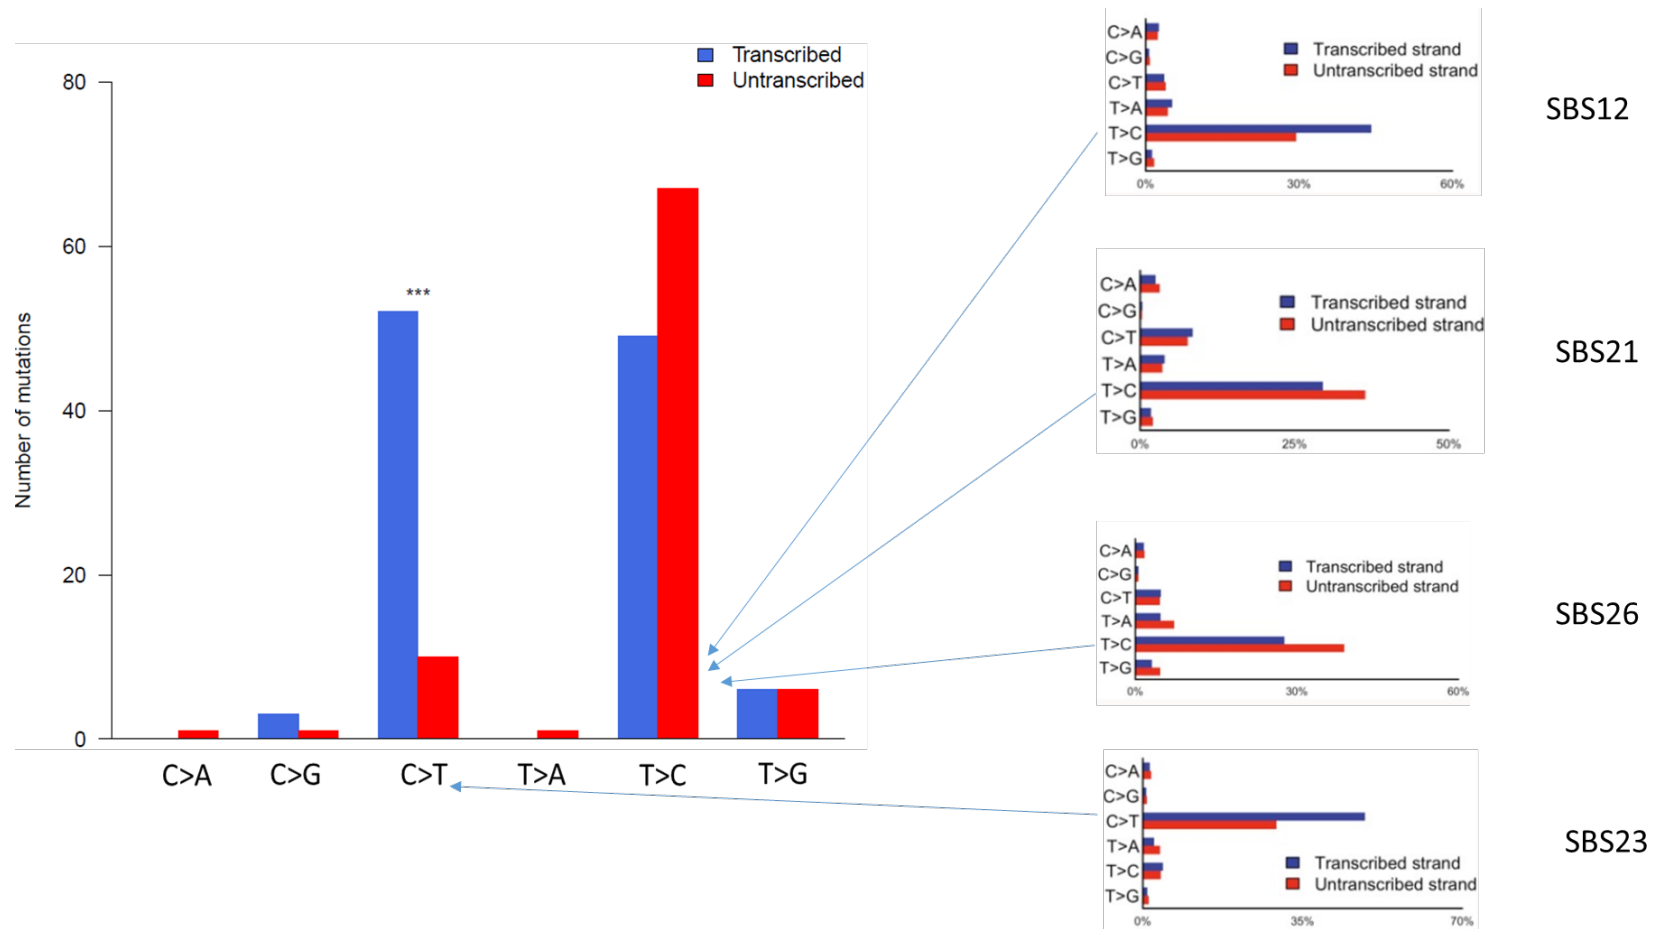 Transcribed
Untranscribed
80
60
40
20
0
Number of mutations
***
C>A
C>G
C>T
T>A
T>C
T>G
C>A
C>G
C>T
T>A
T>C
T>G
Transcribed strand
Untranscribed strand
0%
30%
60%
SBS12
C>A
C>G
C>T
T>A
T>C
T>G
Transcribed strand
Untranscribed strand
0%
25%
50%
SBS21
C>A
C>G
C>T
T>A
T>C
T>G
Transcribed strand
Untranscribed strand
0%
30%
60%
SBS26
C>A
C>G
C>T
T>A
T>C
T>G
Transcribed strand
Untranscribed strand
0%
35%
70%
SBS23